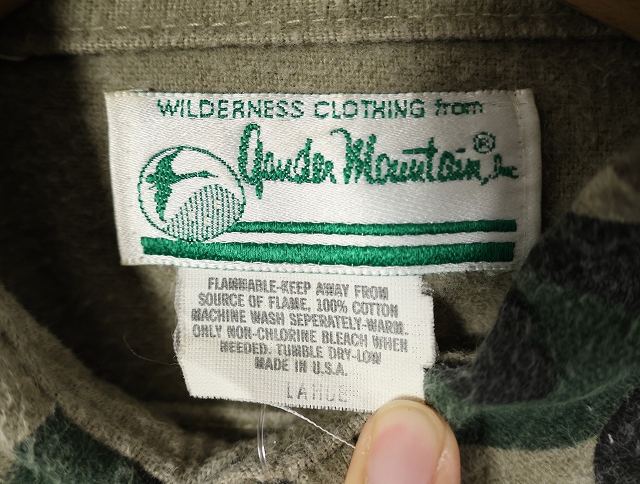 WILDERNESS CLOTHING from
Gander Mountain,® Inc
FLAMMABLE-KEEP AWAY FROM
SOURCE OF FLAME, 100% COTTON
MACHINE WASH SEPERATELY-WARM.
ONLY NON-CHLORINE BLEACH WHEN
NEEDED. TUMBLE DRY-LOW
MADE IN U.S.A.
LARGE